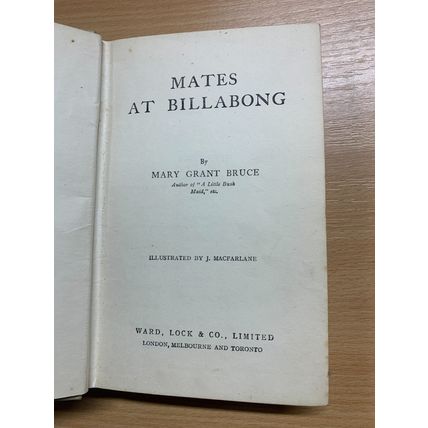 MATES
AT BILLABONG
By
MARY GRANT BRUCE
Author of "A Little Bush
Maid," etc.
ILLUSTRATED BY J. MACFARLANE
WARD, LOCK & CO., LIMITED
LONDON, MELBOURNE AND TORONTO